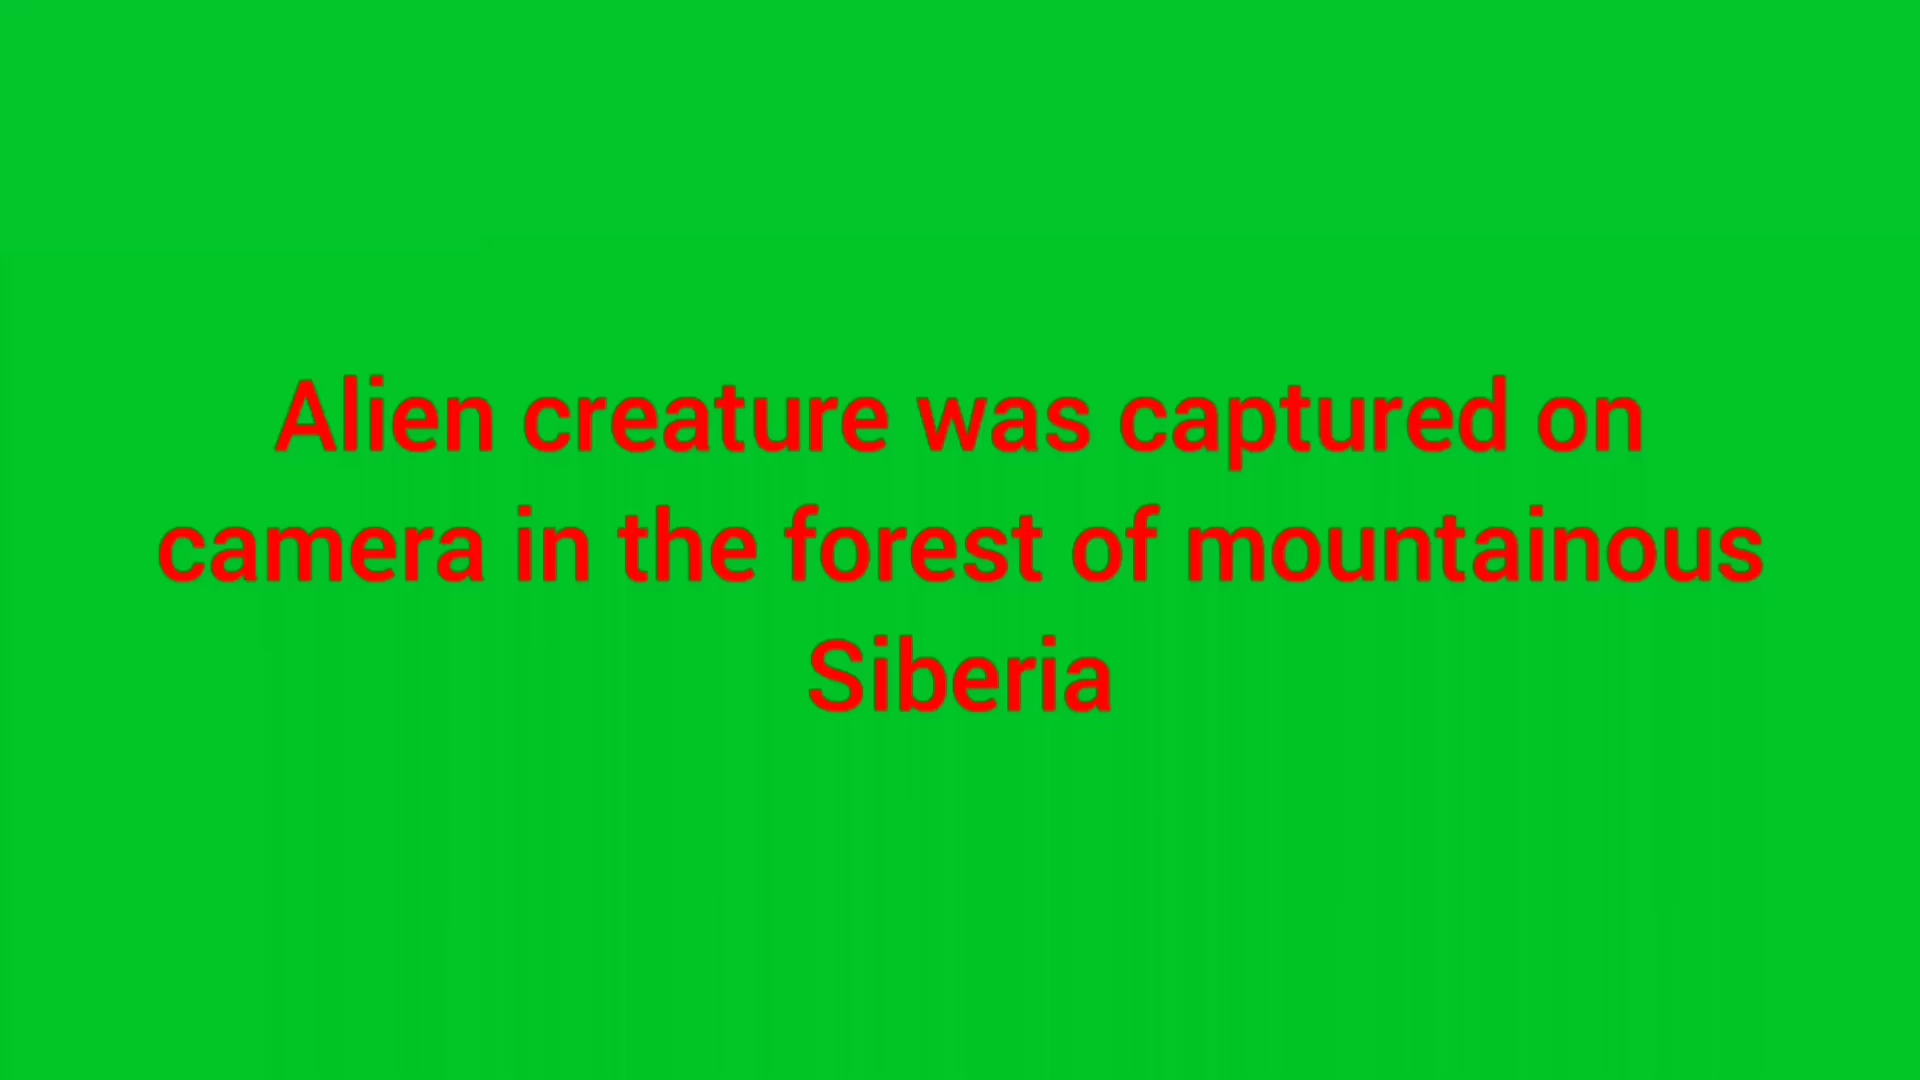 Alien creature was captured on
camera in the forest of mountainous
Siberia